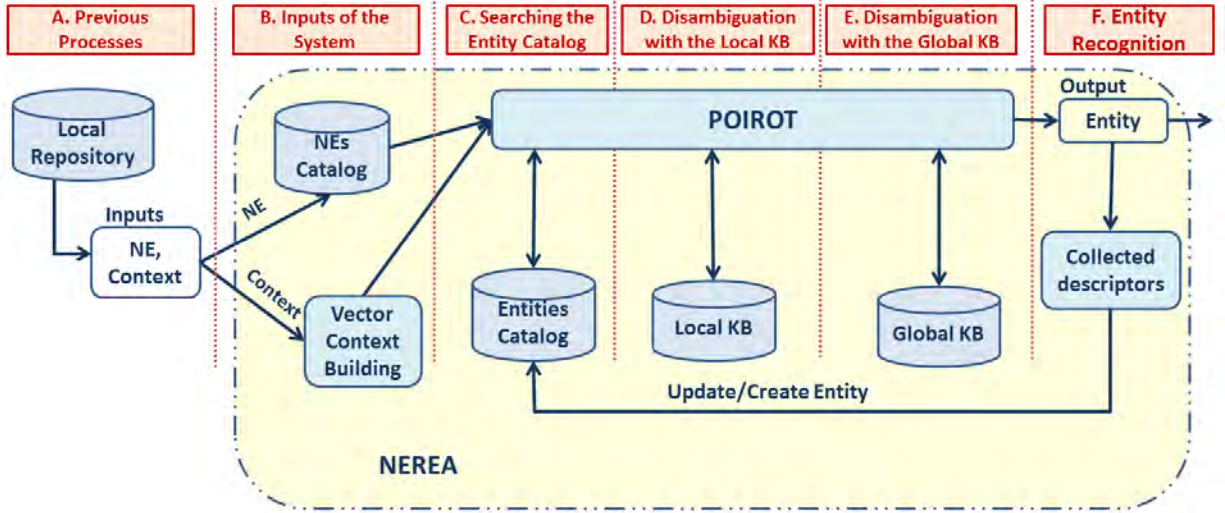 A. Previous
Processes
B. Inputs of the
System
C. Searching the
Entity Catalog
D. Disambiguation
with the Local KB
E. Disambiguation
with the Global KB
F. Entity
Recognition
Local
Repository
Inputs
NE,
Context
NE
Context
NEs
Catalog
Vector
Context
Building
POIROT
Entities
Catalog
Local KB
Global KB
Output
Entity
Collected
descriptors
Update/Create Entity
NEREA